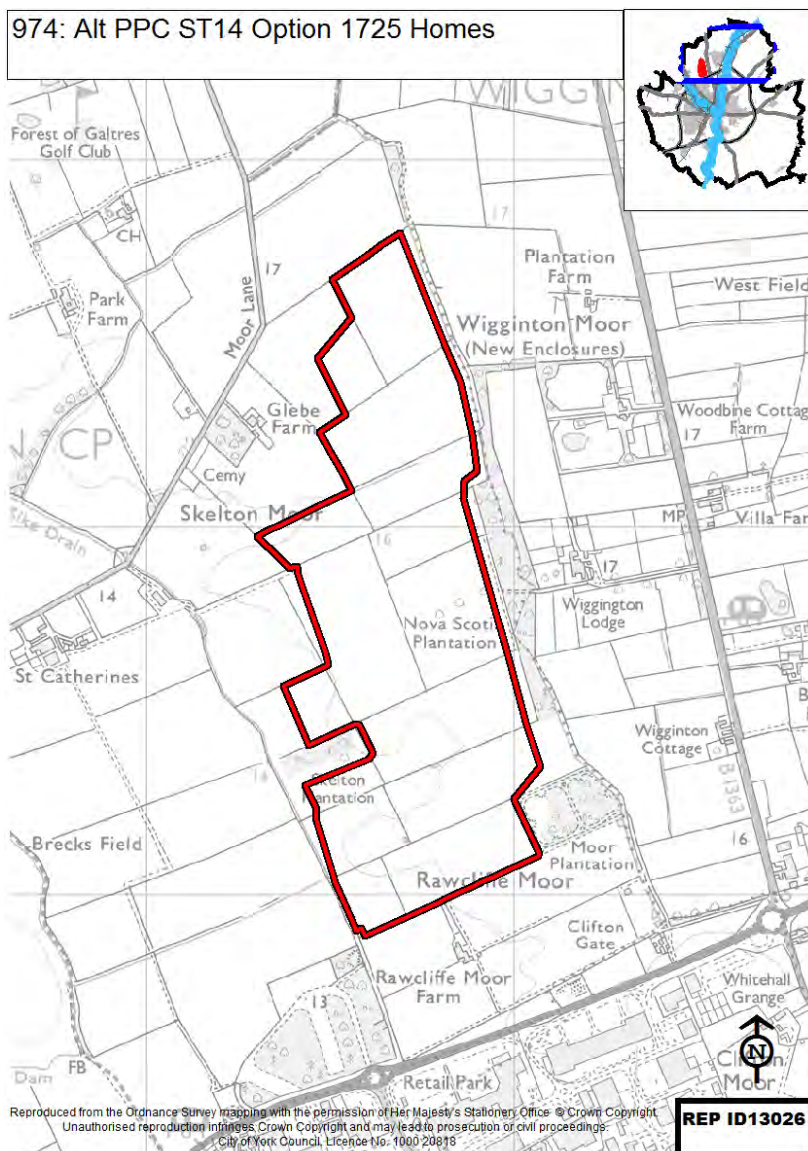 974: Alt PPC ST14 Option 1725 Homes
WIGGIN
Forest of Galtres
Golf Club
CH
17
17
Plantation
Farm
Park
Farm
Moor Lane
West Field
Wigginton Moor
(New Enclosures)
Glebe
Farm
Woodbine Cottage
Farm
17
CP
Cemy
Skelton Moor
MP
Villa Far
16
Drain
14
17
Nova Scoti
Plantation
Wiggington
Lodge
St Catherines
Wigginton
Cottage
B1363
Skelton
Plantation
Brecks Field
Moor
Plantation
16
Rawcliffe Moor
Clifton
Gate
Rawcliffe Moor
Farm
Whitehall
Grange
13
N
Clifton
Moor
FB
Dam
Retail Park
Reproduced from the Ordnance Survey mapping with the permission of Her Majesty's Stationery Office © Crown Copyright.
Unauthorised reproduction infringes Crown Copyright and may lead to prosecution or civil proceedings.
City of York Council, Licence No. 1000 20818
REP ID13026